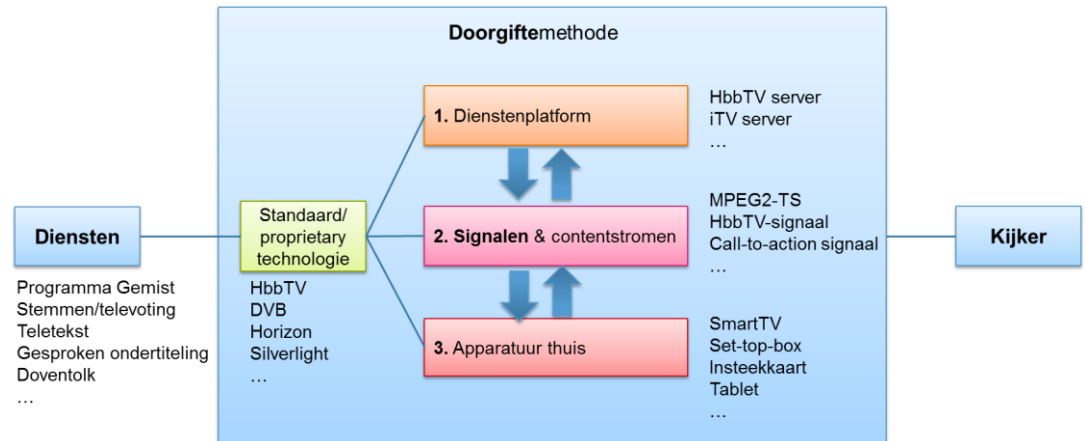 Doorgiftemethode
Diensten
Programma Gemist
Stemmen/televoting
Teletekst
Gesproken ondertiteling
Doventolk
…
Standaard/
proprietary
technologie
HbbTV
DVB
Horizon
Silverlight
…
1. Dienstenplatform
HbbTV server
iTV server
…
2. Signalen & contentstromen
MPEG2-TS
HbbTV-signaal
Call-to-action signaal
…
3. Apparatuur thuis
SmartTV
Set-top-box
Insteekkaart
Tablet
…
Kijker